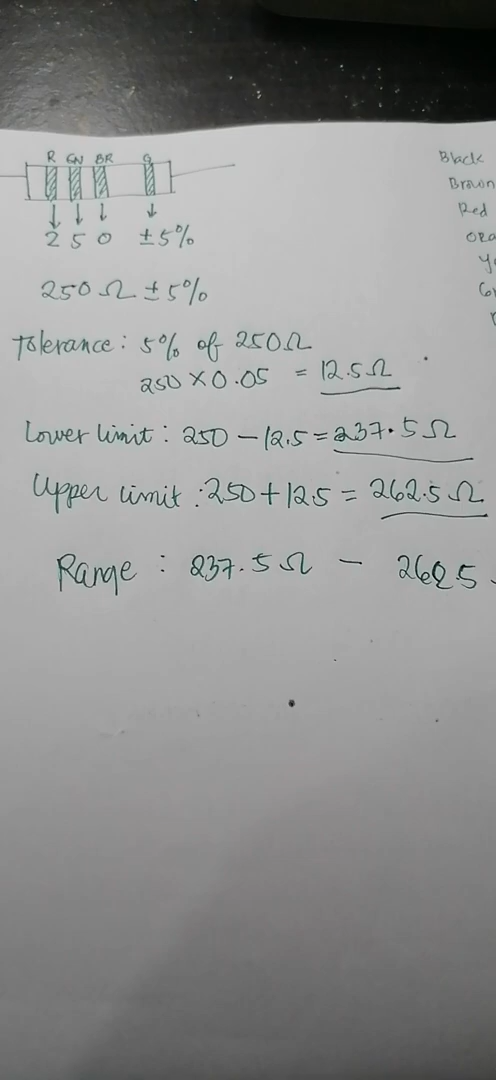 R GN BR G
2 5 0 ±5%
250 Ω ± 5%
Tolerance: 5% of 250Ω
250 × 0.05 = 12.5Ω
Lower limit: 250 - 12.5 = 237.5Ω
Upper limit: 250 + 12.5 = 262.5Ω
Range: 237.5Ω - 262.5
Black
Brown
Red